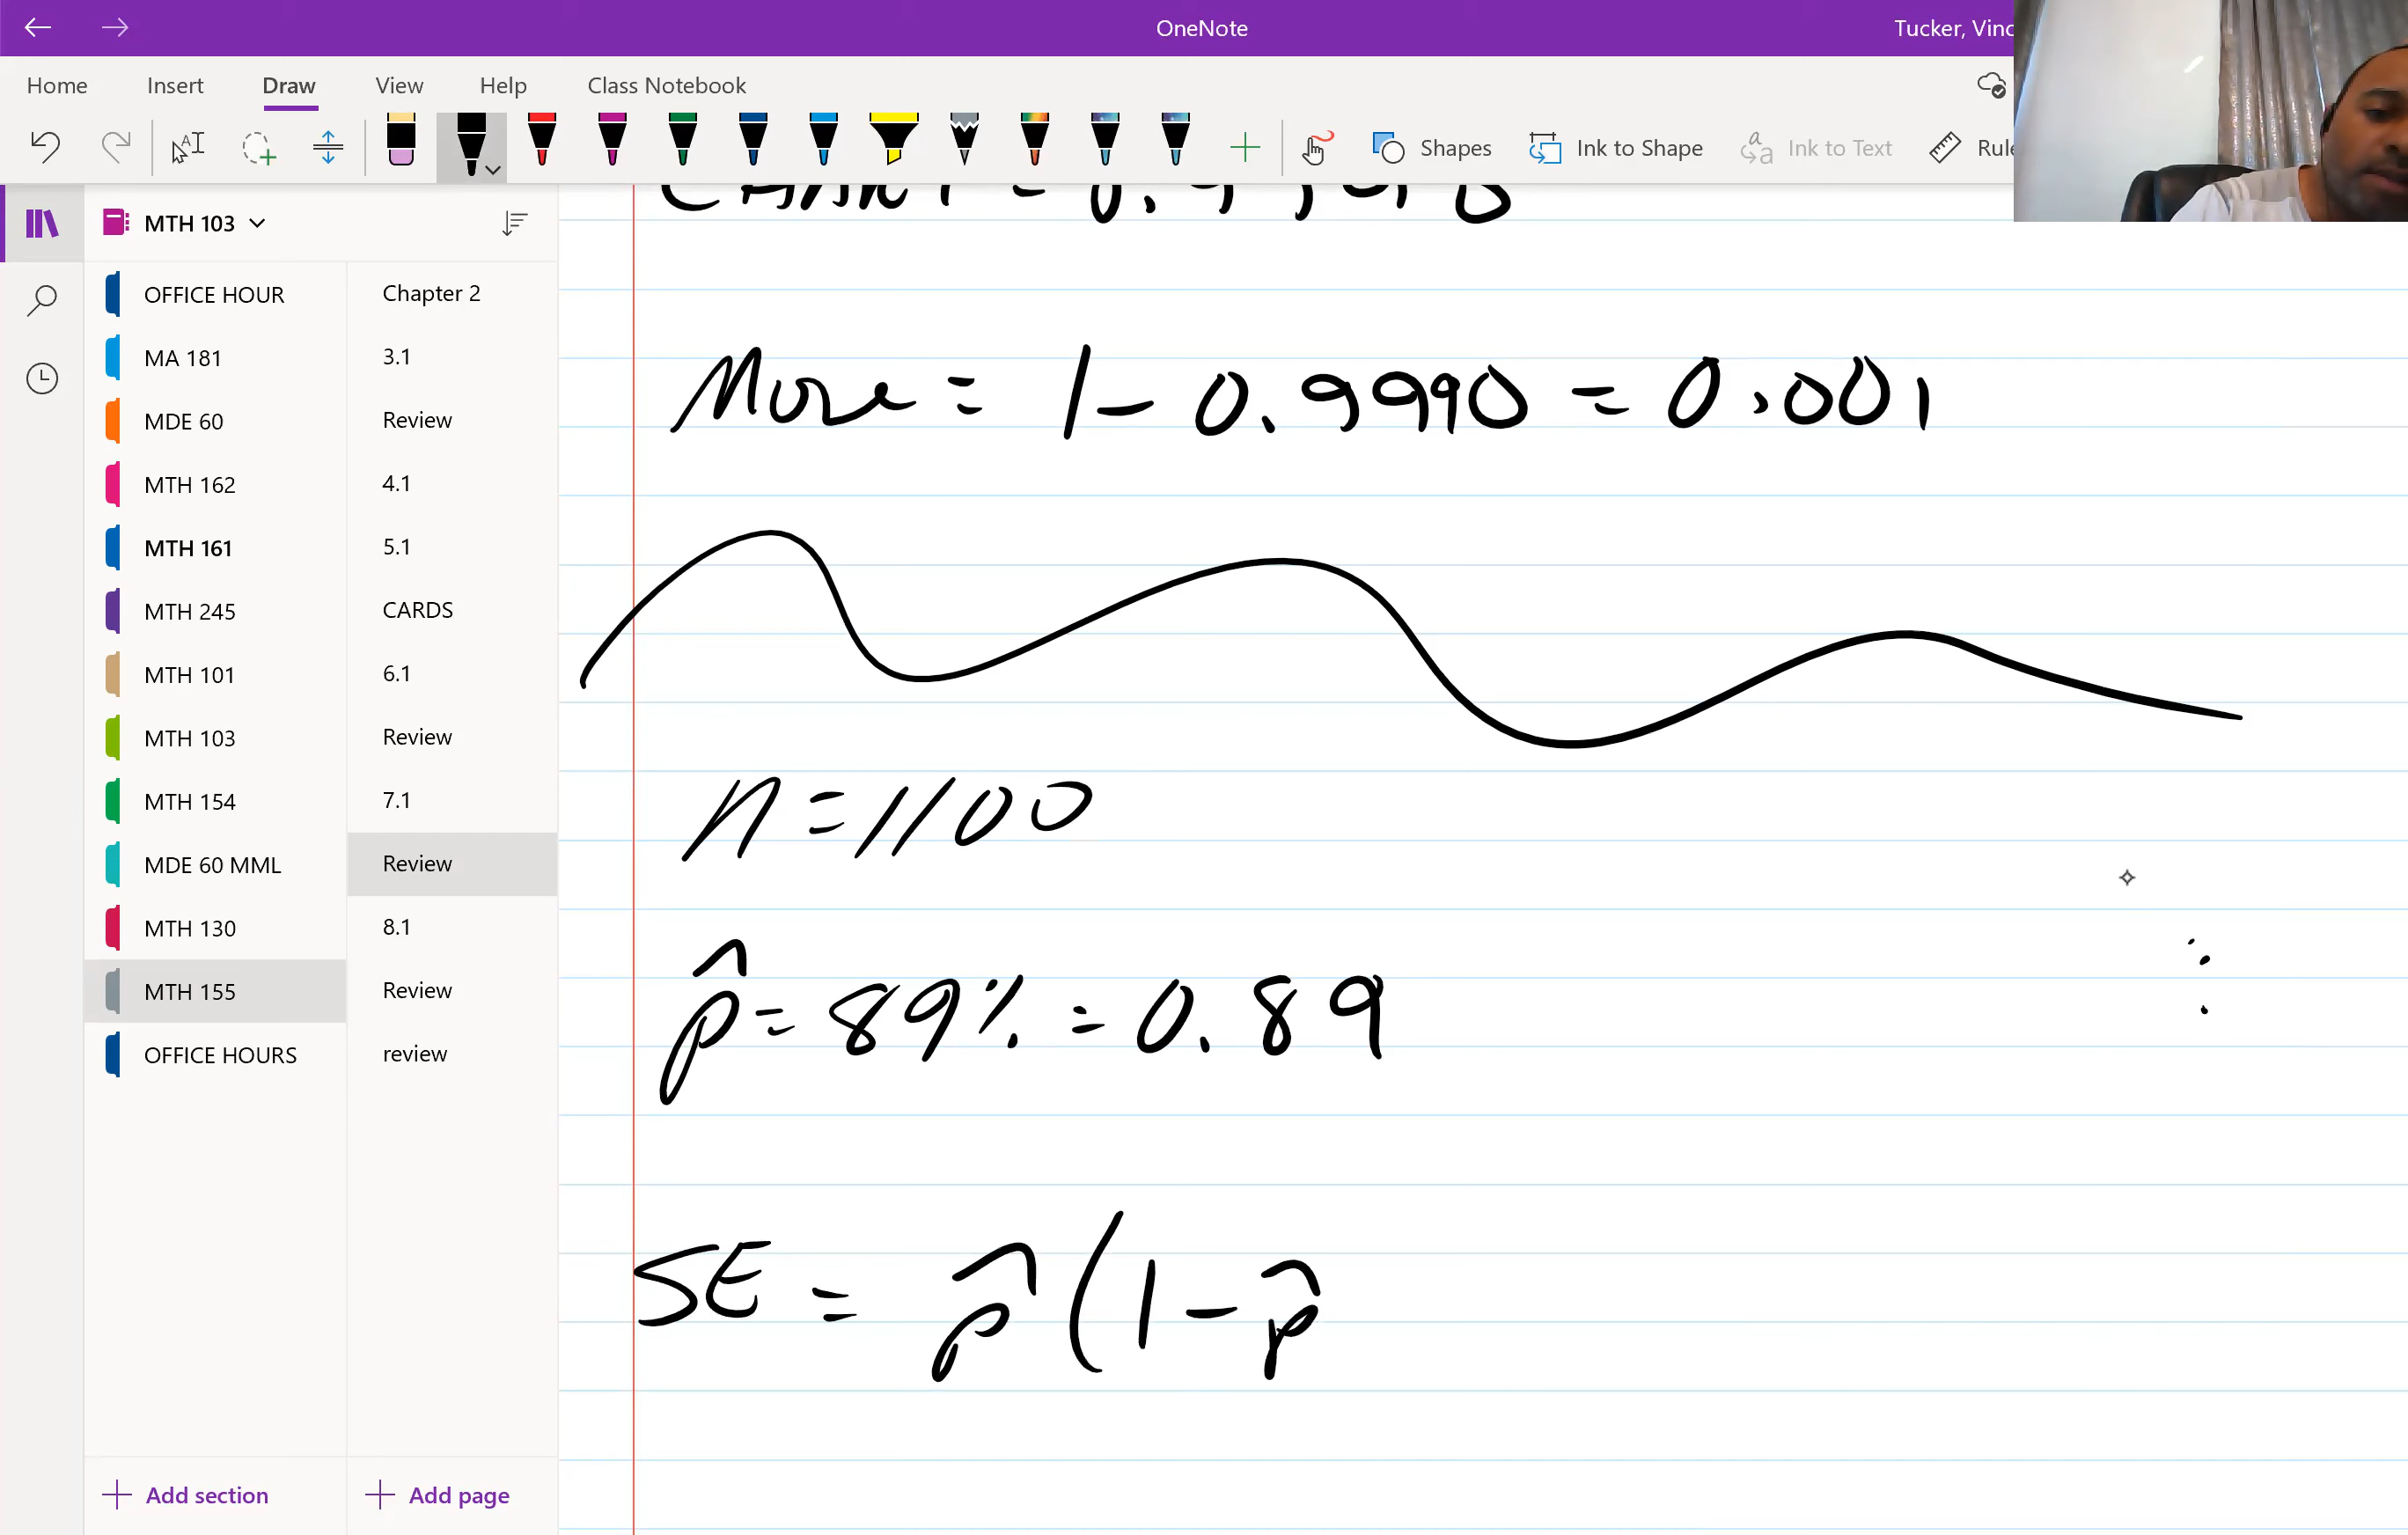 OneNote
Tucker, Vinc
Home Insert Draw View Help Class Notebook
Shapes Ink to Shape Ink to Text Rule
MTH 103
OFFICE HOUR
MA 181
MDE 60
MTH 162
MTH 161
MTH 245
MTH 101
MTH 103
MTH 154
MDE 60 MML
MTH 130
MTH 155
OFFICE HOURS
Add section
Chapter 2
3.1
Review
4.1
5.1
CARDS
6.1
Review
7.1
Review
8.1
Review
review
Add page
More = 1 - 0.9990 = 0.001
n = 1100
p̂ = 89% = 0.89
SE = p̂ (1 - p̂